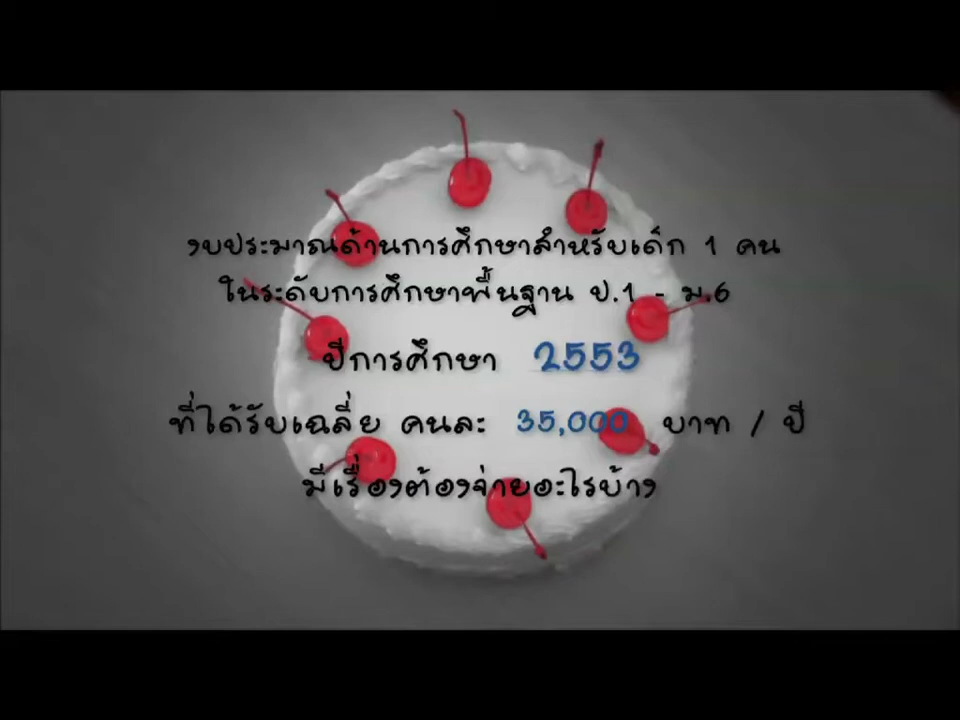 งบประมาณด้านการศึกษาสำหรับเด็ก 1 คน
ในระดับการศึกษาพื้นฐาน ป.1 - ม.6
ปีการศึกษา 2553
ที่ได้รับเฉลี่ย คนละ 35,000 บาท / ปี
มีเรื่องต้องจ่ายอะไรบ้าง